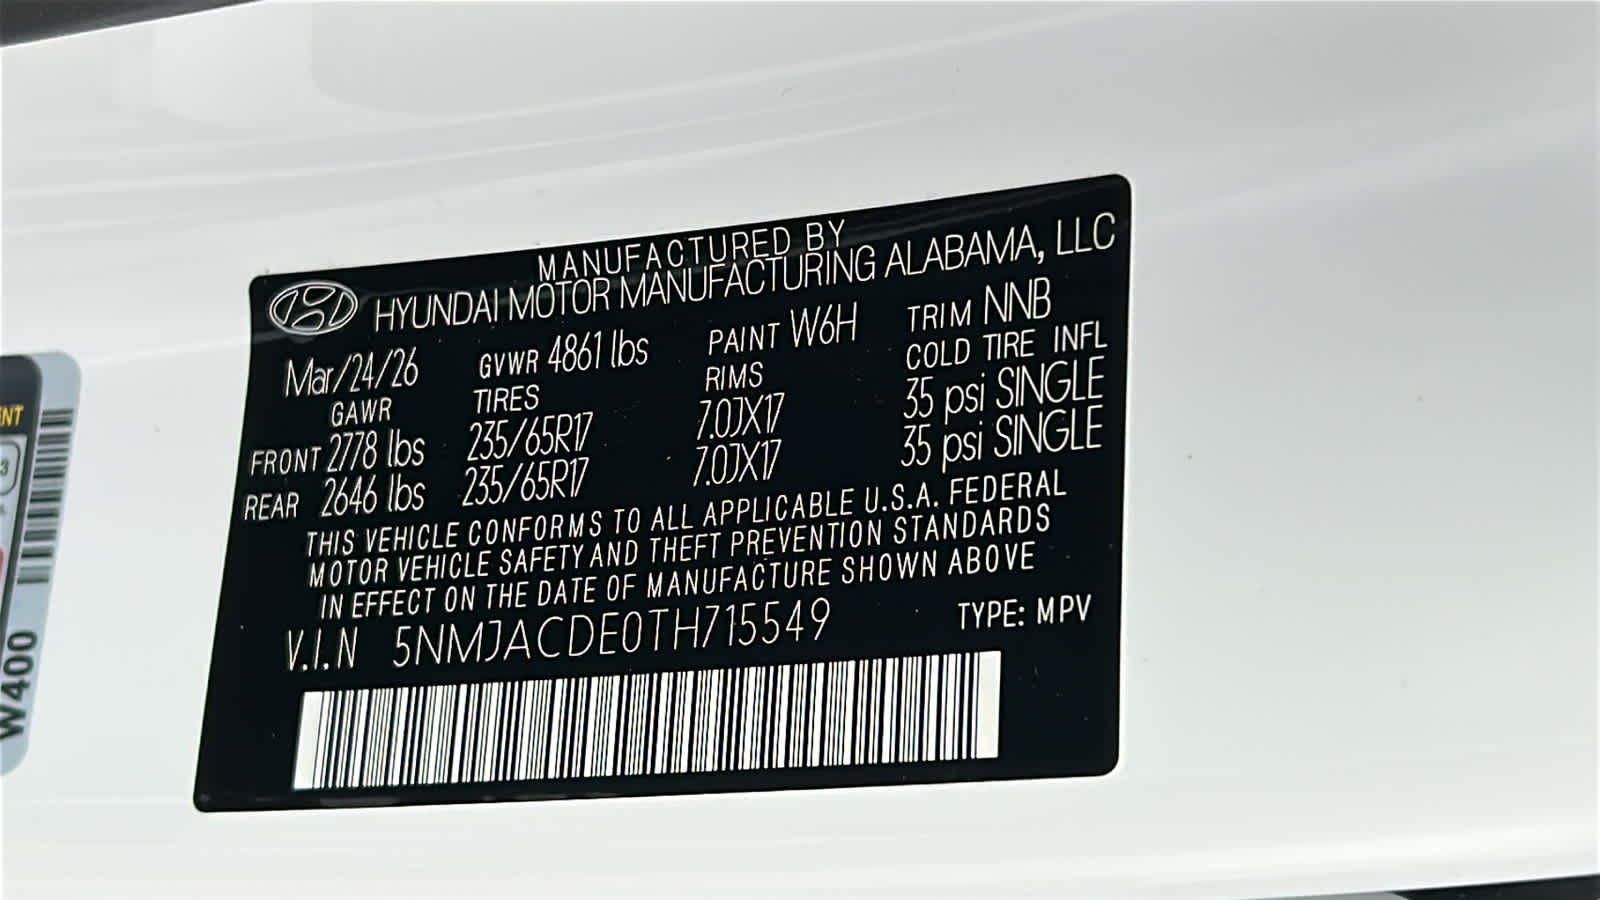 MANUFACTURED BY
HYUNDAI MOTOR MANUFACTURING ALABAMA, LLC
Mar/24/26 GVWR 4861 lbs PAINT W6H TRIM NNB
GAWR TIRES RIMS COLD TIRE INFL
FRONT 2778 lbs 235/65R17 7.0JX17 35 psi SINGLE
REAR 2646 lbs 235/65R17 7.0JX17 35 psi SINGLE
THIS VEHICLE CONFORMS TO ALL APPLICABLE U.S.A. FEDERAL
MOTOR VEHICLE SAFETY AND THEFT PREVENTION STANDARDS
IN EFFECT ON THE DATE OF MANUFACTURE SHOWN ABOVE
V.I.N 5NMJACDE0TH715549 TYPE: MPV
W400